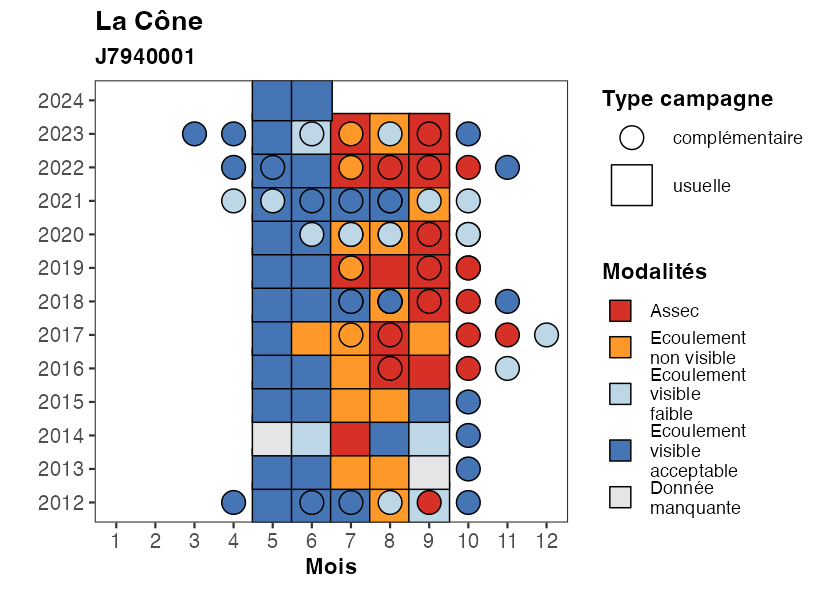 La Cône
J7940001
2024
2023
2022
2021
2020
2019
2018
2017
2016
2015
2014
2013
2012
1 2 3 4 5 6 7 8 9 10 11 12
Mois
Type campagne
complémentaire
usuelle
Modalités
Assec
Ecoulement
non visible
Ecoulement
visible
faible
Ecoulement
visible
acceptable
Donnée
manquante